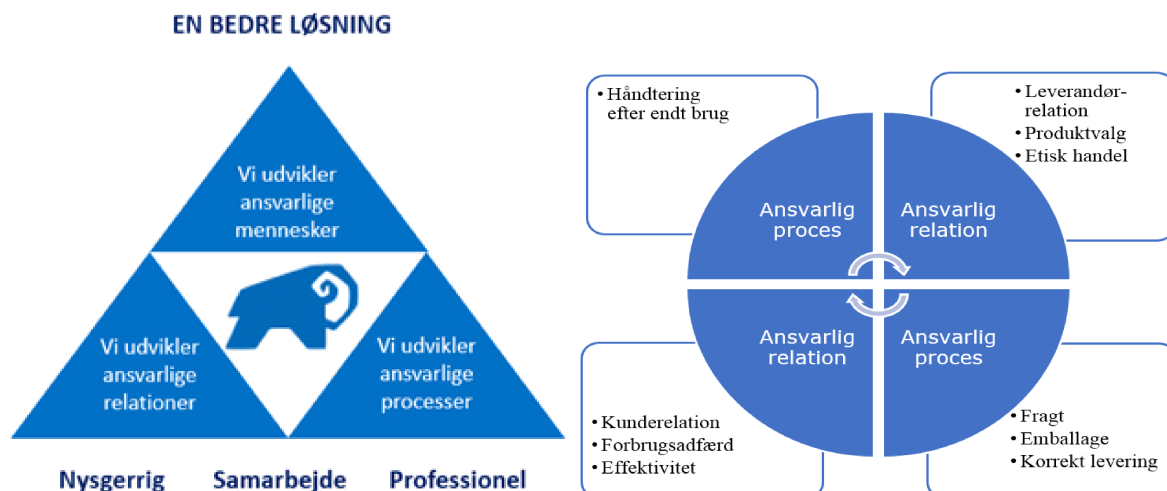 EN BEDRE LØSNING
Vi udvikler
ansvarlige
mennesker
Vi udvikler
ansvarlige
relationer
Vi udvikler
ansvarlige
processer
Nysgerrig
Samarbejde
Professionel
• Håndtering
efter endt brug
• Leverandør-
relation
• Produktvalg
• Etisk handel
Ansvarlig
proces
Ansvarlig
relation
Ansvarlig
relation
Ansvarlig
proces
• Kunderelation
• Forbrugsadfærd
• Effektivitet
• Fragt
• Emballage
• Korrekt levering